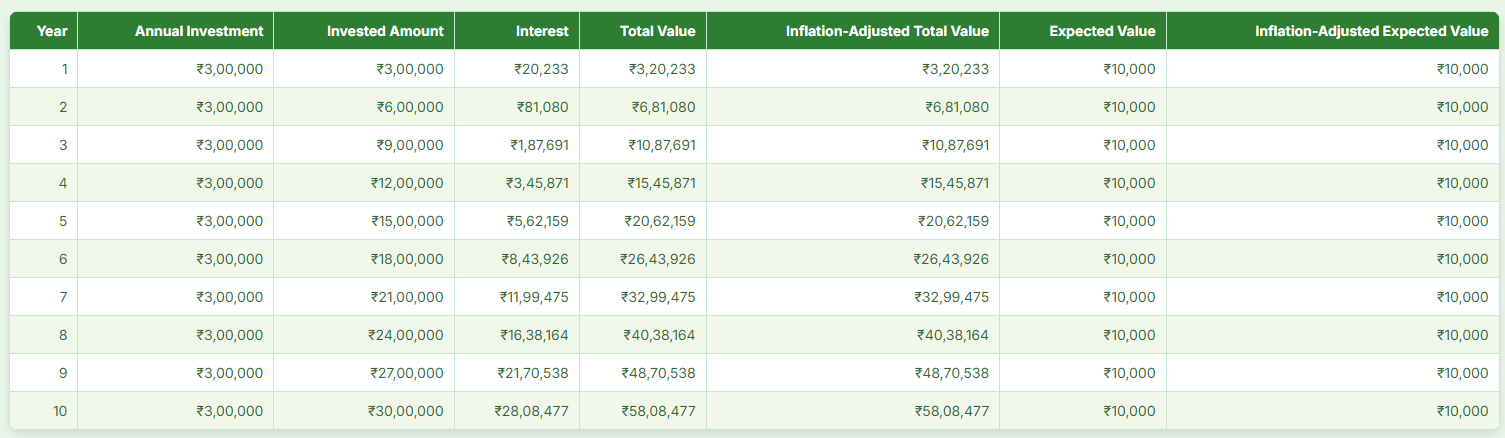 Year Annual Investment Invested Amount Interest Total Value Inflation-Adjusted Total Value Expected Value Inflation-Adjusted Expected Value
1 ₹3,00,000 ₹3,00,000 ₹20,233 ₹3,20,233 ₹3,20,233 ₹10,000 ₹10,000
2 ₹3,00,000 ₹6,00,000 ₹81,080 ₹6,81,080 ₹6,81,080 ₹10,000 ₹10,000
3 ₹3,00,000 ₹9,00,000 ₹1,87,691 ₹10,87,691 ₹10,87,691 ₹10,000 ₹10,000
4 ₹3,00,000 ₹12,00,000 ₹3,45,871 ₹15,45,871 ₹15,45,871 ₹10,000 ₹10,000
5 ₹3,00,000 ₹15,00,000 ₹5,62,159 ₹20,62,159 ₹20,62,159 ₹10,000 ₹10,000
6 ₹3,00,000 ₹18,00,000 ₹8,43,926 ₹26,43,926 ₹26,43,926 ₹10,000 ₹10,000
7 ₹3,00,000 ₹21,00,000 ₹11,99,475 ₹32,99,475 ₹32,99,475 ₹10,000 ₹10,000
8 ₹3,00,000 ₹24,00,000 ₹16,38,164 ₹40,38,164 ₹40,38,164 ₹10,000 ₹10,000
9 ₹3,00,000 ₹27,00,000 ₹21,70,538 ₹48,70,538 ₹48,70,538 ₹10,000 ₹10,000
10 ₹3,00,000 ₹30,00,000 ₹28,08,477 ₹58,08,477 ₹58,08,477 ₹10,000 ₹10,000